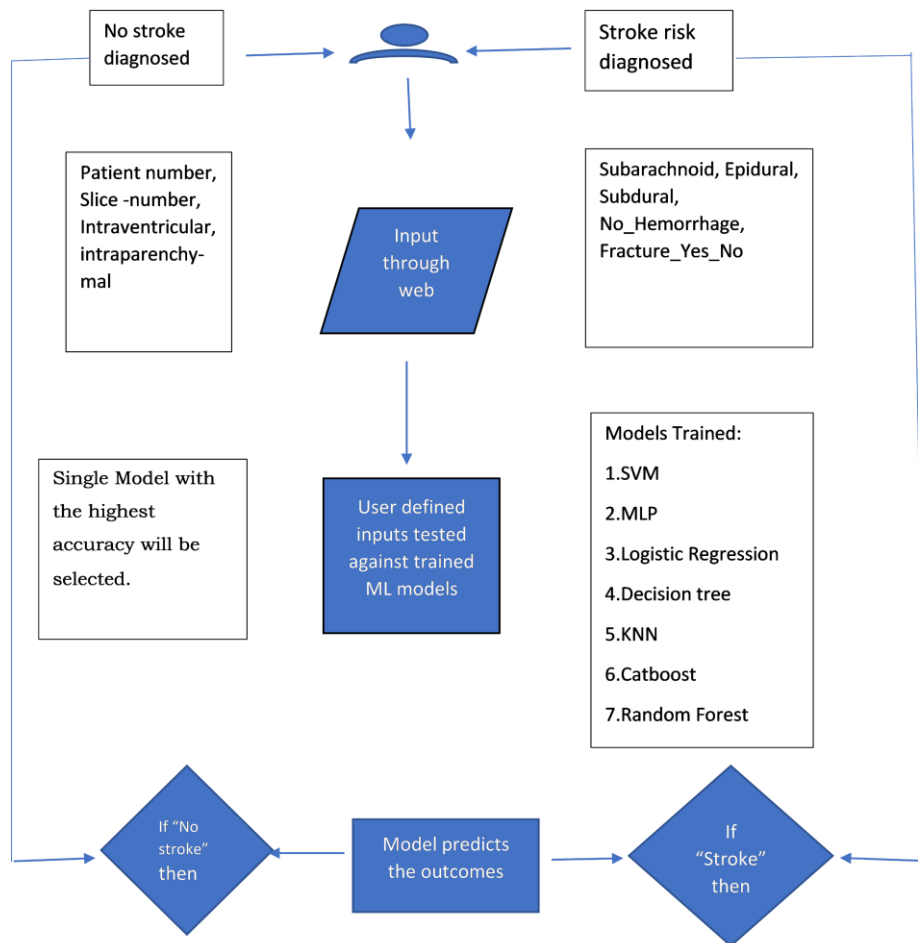 No stroke
diagnosed
Stroke risk
diagnosed
Patient number,
Slice -number,
Intraventricular,
intraparenchy-
mal
Input
through
web
Subarachnoid, Epidural,
Subdural,
No_Hemorrhage,
Fracture_Yes_No
Single Model with
the highest
accuracy will be
selected.
User defined
inputs tested
against trained
ML models
Models Trained:
1.SVM
2.MLP
3.Logistic Regression
4.Decision tree
5.KNN
6.Catboost
7.Random Forest
If "No
stroke"
then
Model predicts
the outcomes
If
"Stroke"
then